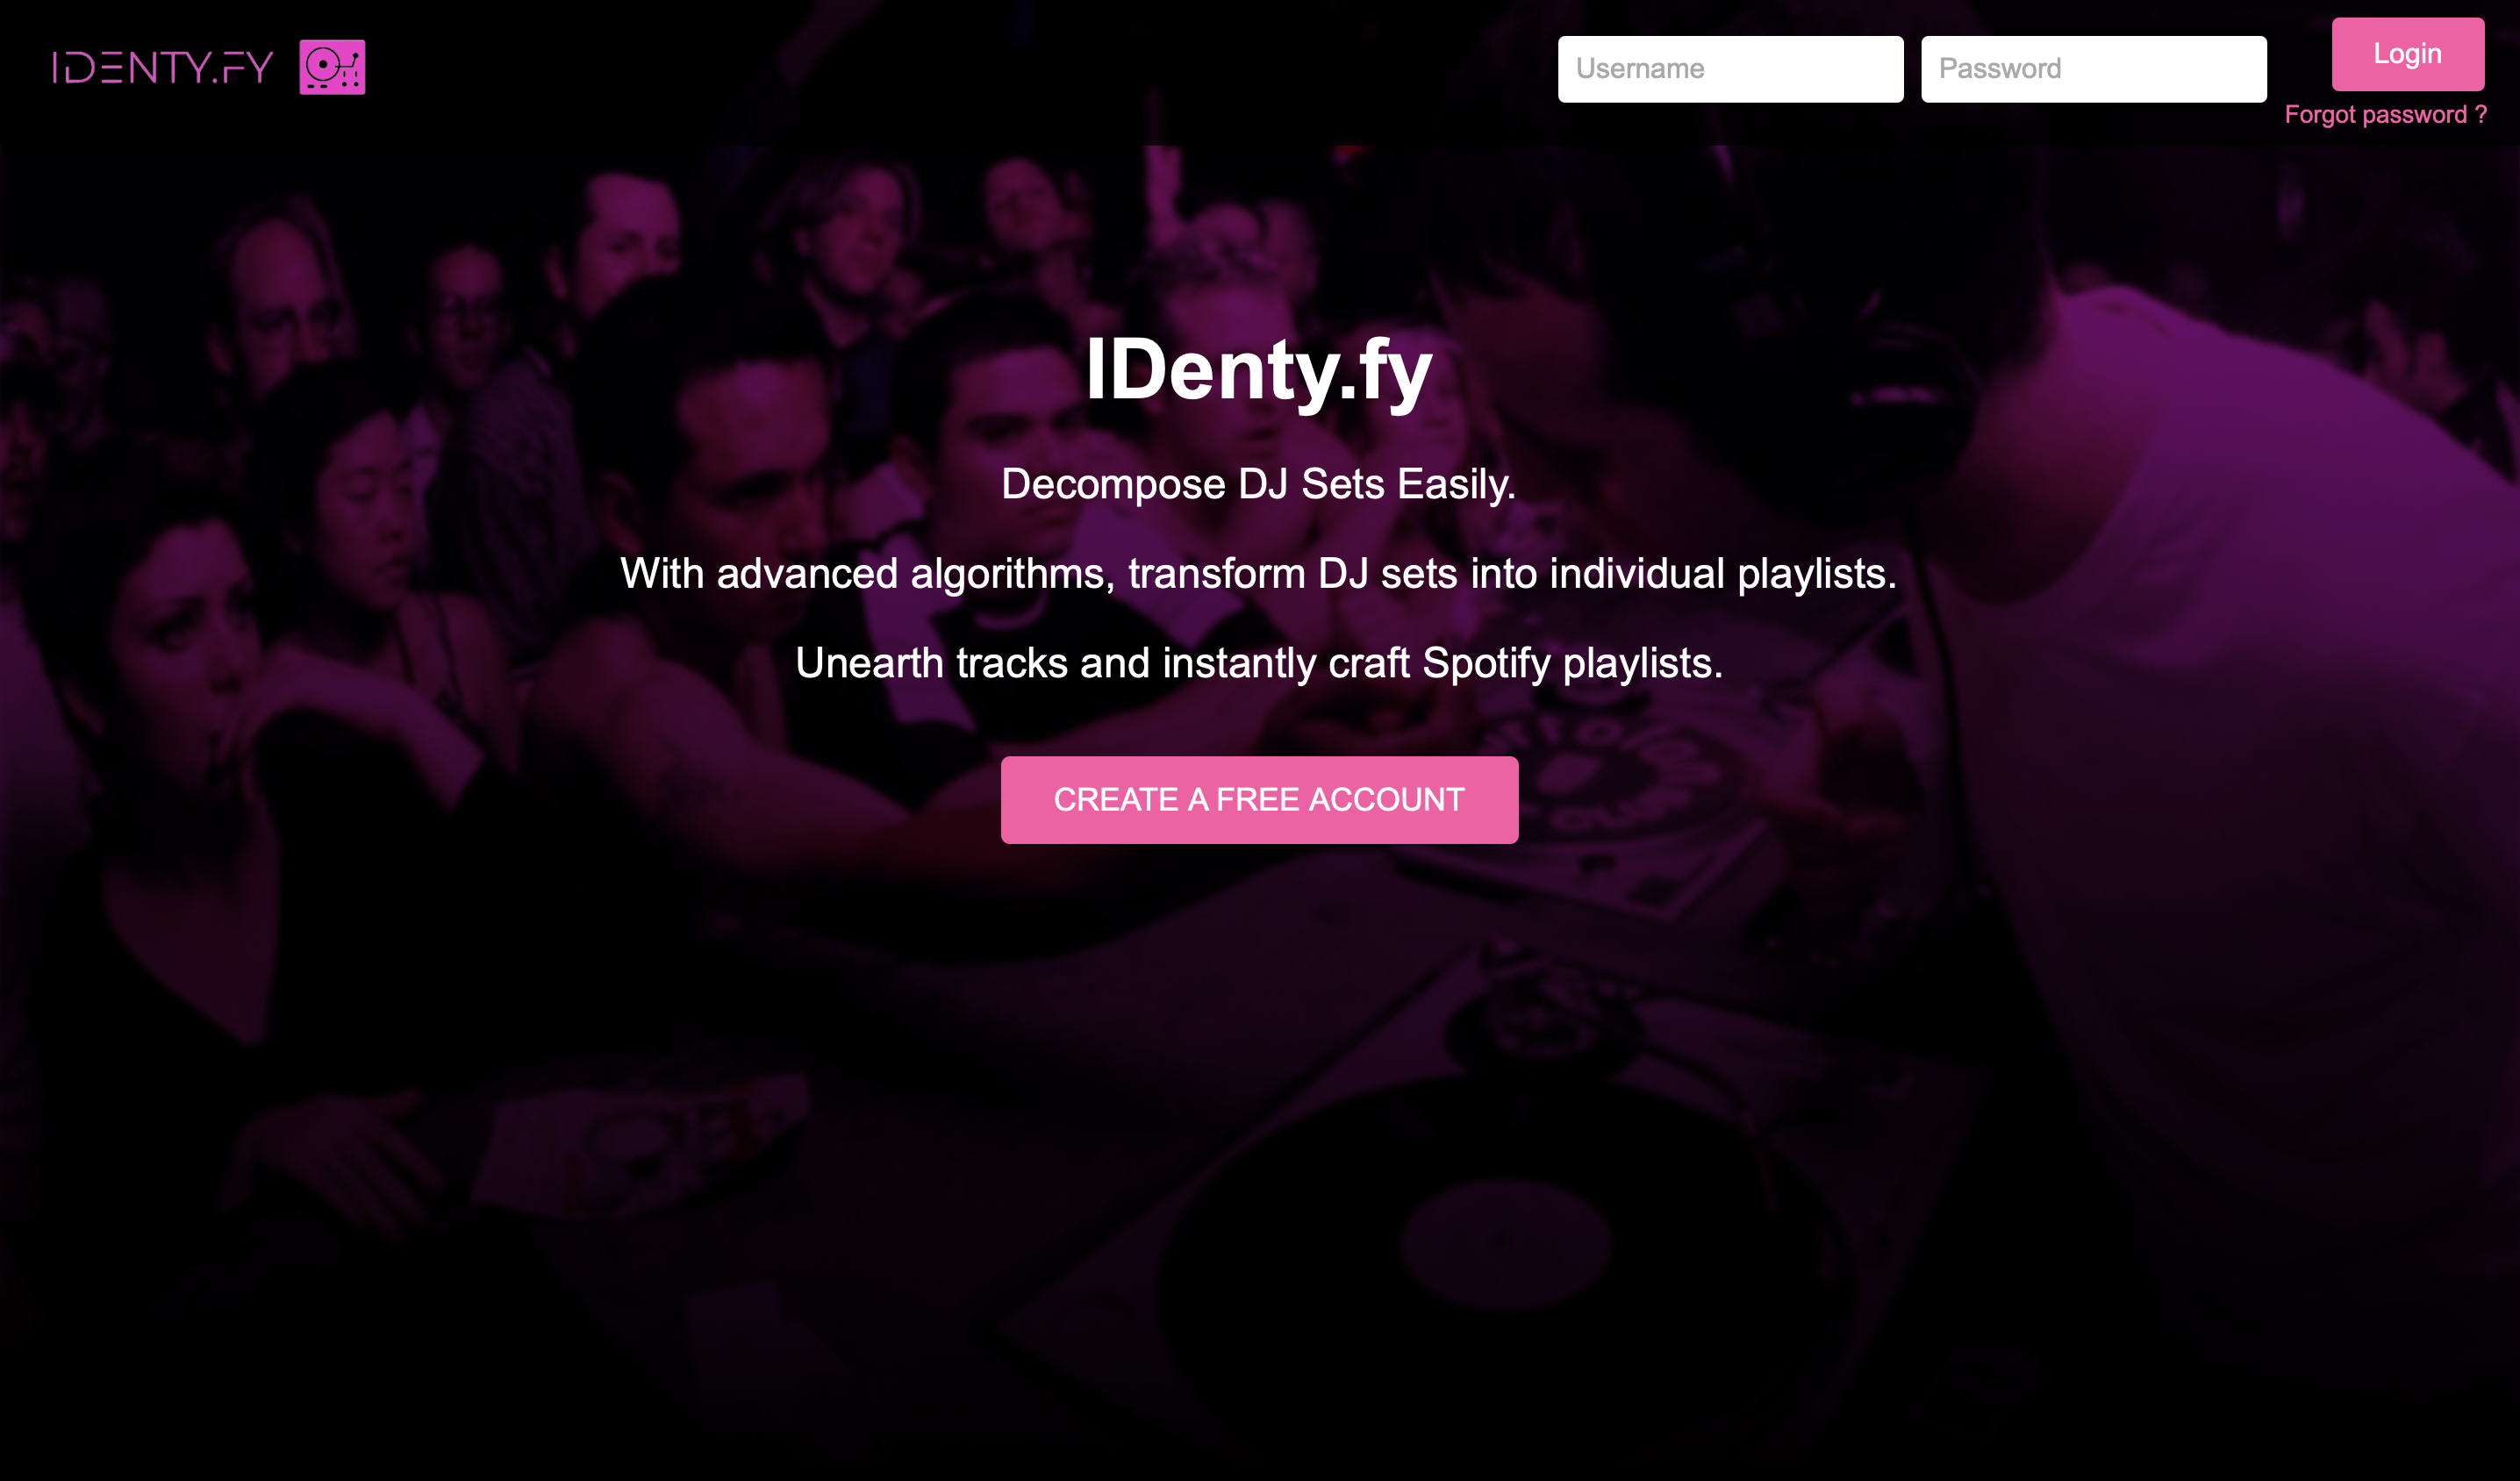 IDENTY.FY
Username
Password
Login
Forgot password ?
IDenty.fy
Decompose DJ Sets Easily.
With advanced algorithms, transform DJ sets into individual playlists.
Unearth tracks and instantly craft Spotify playlists.
CREATE A FREE ACCOUNT